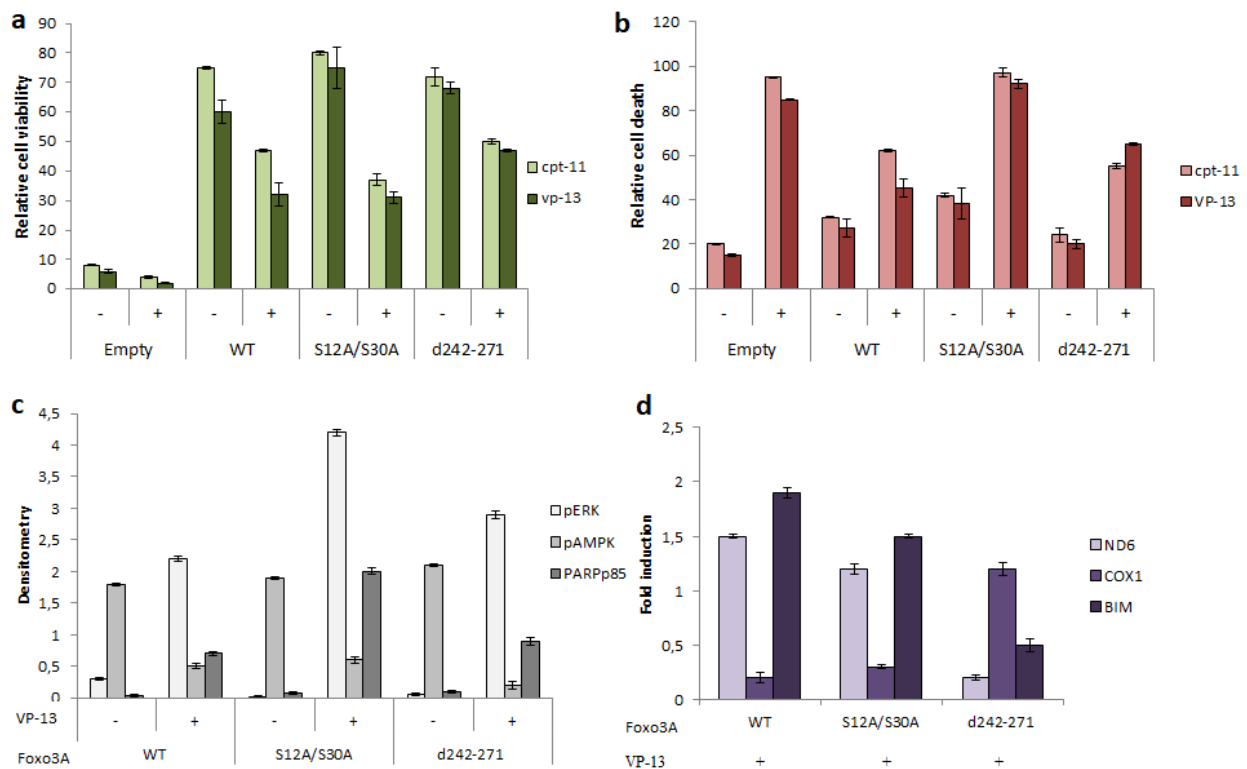 a
Relative cell viability
90
80
70
60
50
40
30
20
10
0
- + - + - + - +
Empty WT S12A/S30A d242-271
cpt-11
vp-13
b
Relative cell death
120
100
80
60
40
20
0
- + - + - + - +
Empty WT S12A/S30A d242-271
cpt-11
VP-13
c
Densitometry
4,5
4
3,5
3
2,5
2
1,5
1
0,5
0
VP-13 - + - + - +
Foxo3A WT S12A/S30A d242-271
pERK
pAMPK
PARPp85
d
Fold induction
2,5
2
1,5
1
0,5
0
Foxo3A WT S12A/S30A d242-271
VP-13 + + +
ND6
COX1
BIM